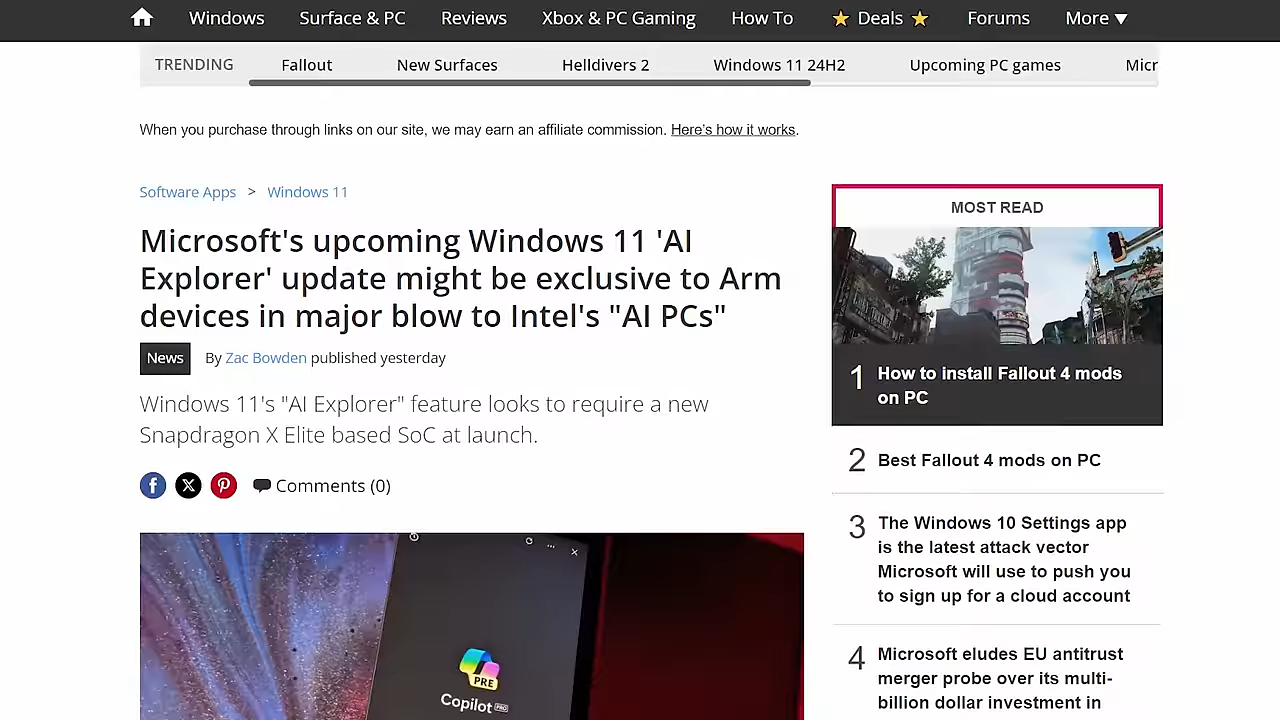 Windows Surface & PC Reviews Xbox & PC Gaming How To Deals Forums More
TRENDING Fallout New Surfaces Helldivers 2 Windows 11 24H2 Upcoming PC games Micr
When you purchase through links on our site, we may earn an affiliate commission. Here's how it works.
Software Apps > Windows 11
Microsoft's upcoming Windows 11 'AI
Explorer' update might be exclusive to Arm
devices in major blow to Intel's "AI PCs"
News By Zac Bowden published yesterday
Windows 11's "AI Explorer" feature looks to require a new
Snapdragon X Elite based SoC at launch.
Comments (0)
PRE
Copilot PRO
MOST READ
1 How to install Fallout 4 mods
on PC
2 Best Fallout 4 mods on PC
3 The Windows 10 Settings app
is the latest attack vector
Microsoft will use to push you
to sign up for a cloud account
4 Microsoft eludes EU antitrust
merger probe over its multi-
billion dollar investment in